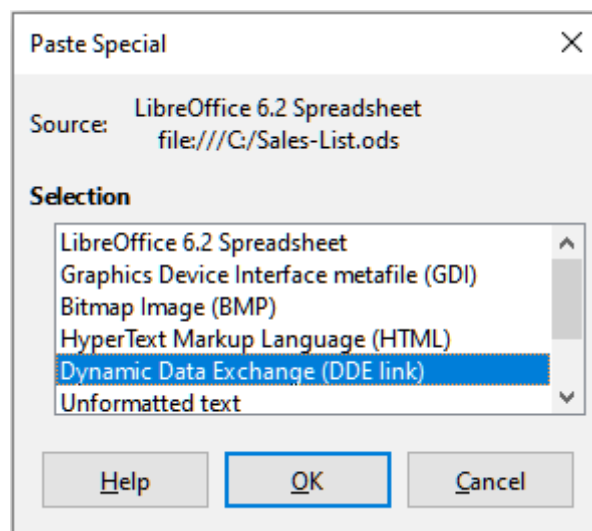 Paste Special
Source:
LibreOffice 6.2 Spreadsheet
file:///C:/Sales-List.ods
Selection
LibreOffice 6.2 Spreadsheet
Graphics Device Interface metafile (GDI)
Bitmap Image (BMP)
HyperText Markup Language (HTML)
Dynamic Data Exchange (DDE link)
Unformatted text
Help
OK
Cancel